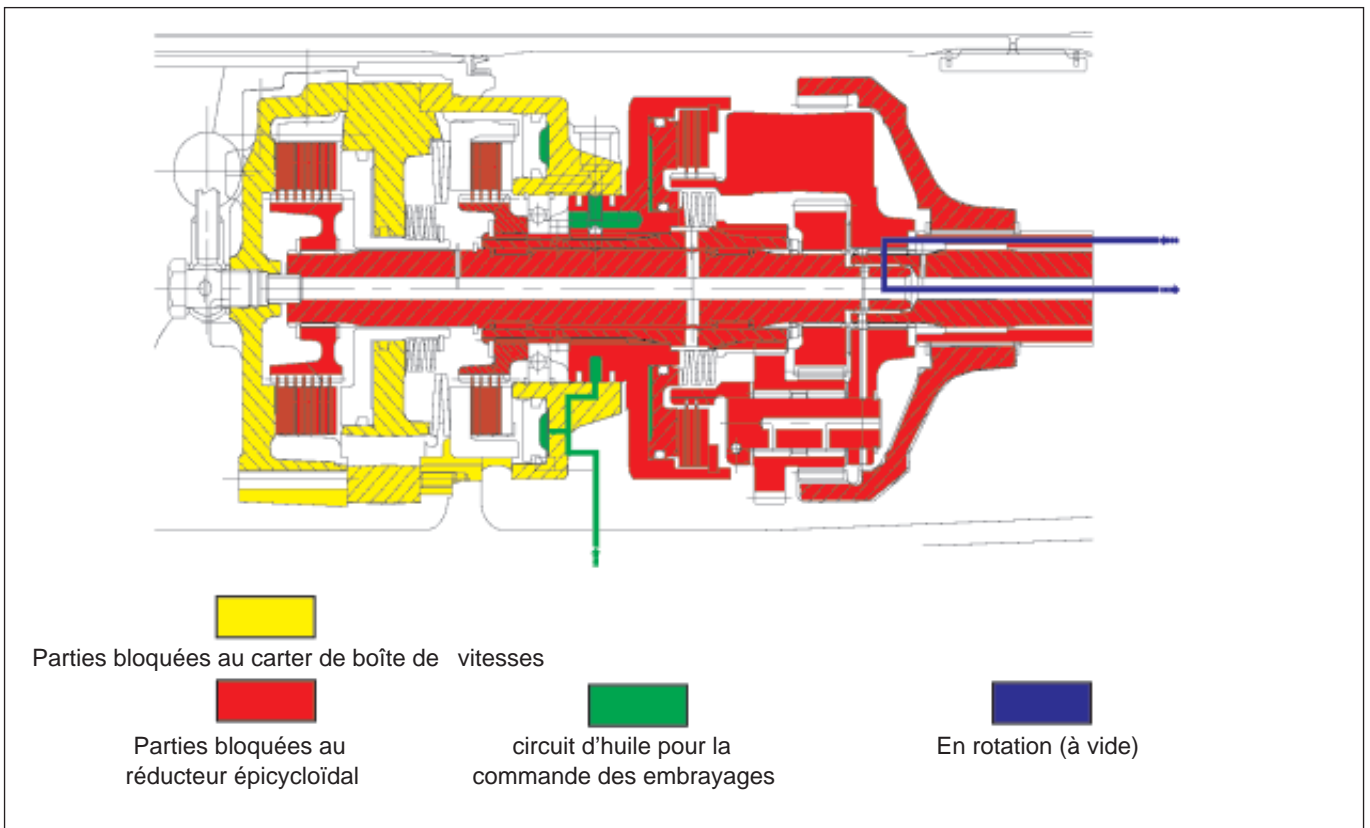 Parties bloquées au carter de boîte de vitesses
Parties bloquées au
réducteur épicycloïdal
circuit d'huile pour la
commande des embrayages
En rotation (à vide)